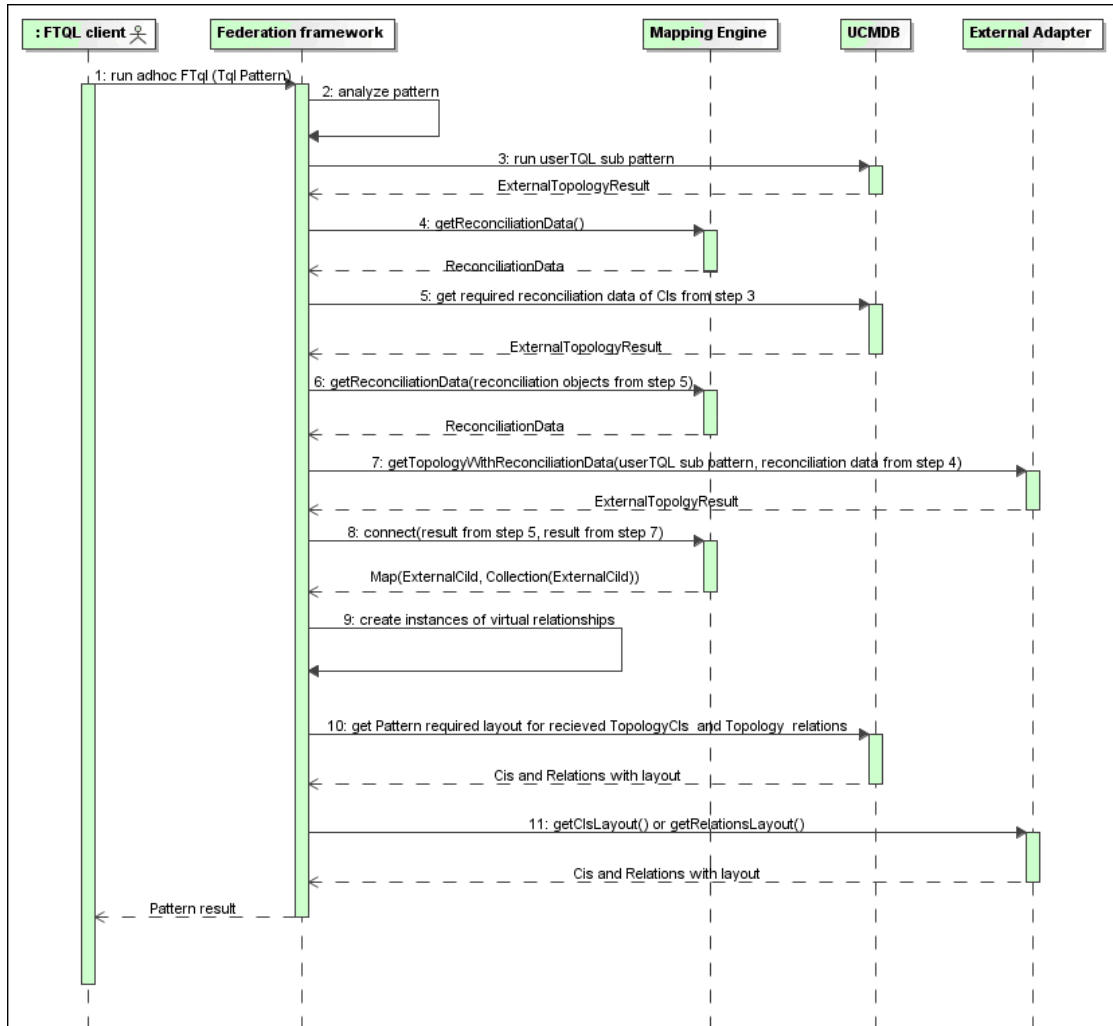 : FTQL client
Federation framework
Mapping Engine
UCMDB
External Adapter
1: run adhoc FTql (Tql Pattern)
2: analyze pattern
3: run userTQL sub pattern
ExternalTopologyResult
4: getReconciliationData()
ReconciliationData
5: get required reconciliation data of CIs from step 3
ExternalTopologyResult
6: getReconciliationData(reconciliation objects from step 5)
ReconciliationData
7: getTopologyWithReconciliationData(userTQL sub pattern, reconciliation data from step 4)
ExternalTopolgyResult
8: connect(result from step 5, result from step 7)
Map(ExternalCiId, Collection(ExternalCiId))
9: create instances of virtual relationships
10: get Pattern required layout for recieved TopologyCIs and Topology relations
Cis and Relations with layout
11: getCIsLayout() or getRelationsLayout()
Cis and Relations with layout
Pattern result